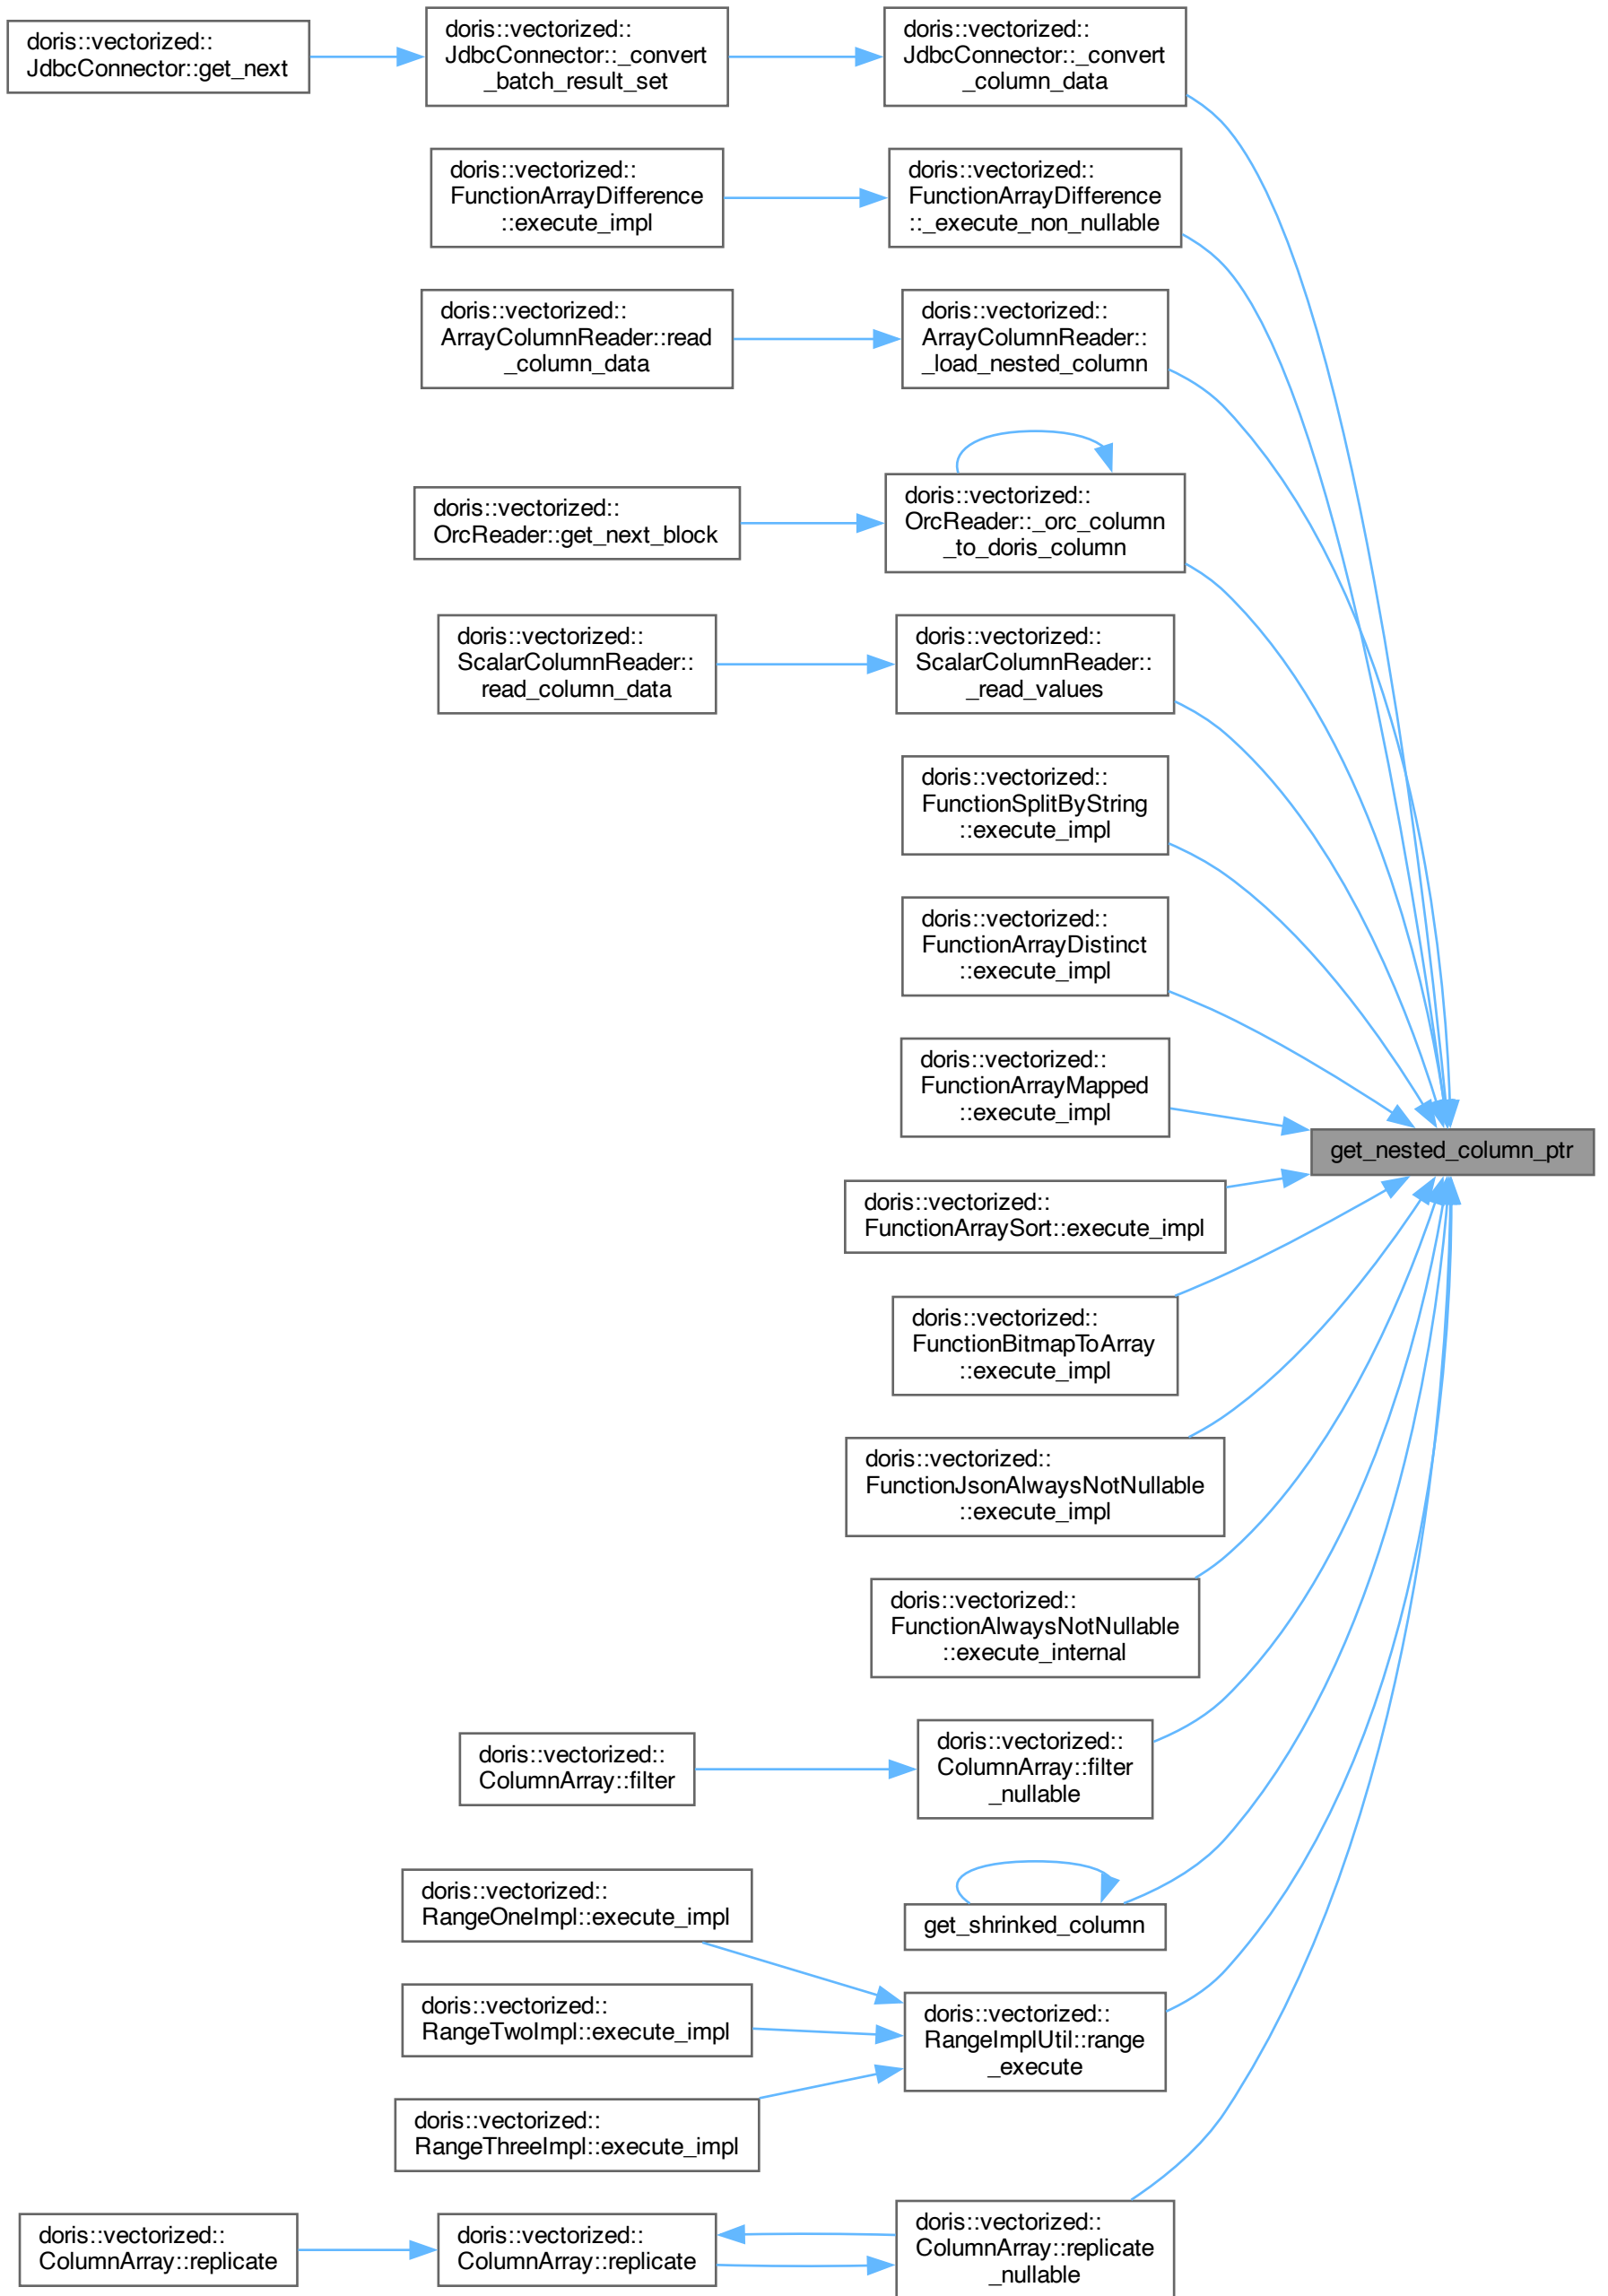 doris::vectorized::
JdbcConnector::get_next
doris::vectorized::
JdbcConnector::_convert
_batch_result_set
doris::vectorized::
JdbcConnector::_convert
_column_data
doris::vectorized::
FunctionArrayDifference
::execute_impl
doris::vectorized::
FunctionArrayDifference
::_execute_non_nullable
doris::vectorized::
ArrayColumnReader::read
_column_data
doris::vectorized::
ArrayColumnReader::
_load_nested_column
doris::vectorized::
OrcReader::get_next_block
doris::vectorized::
OrcReader::_orc_column
_to_doris_column
doris::vectorized::
ScalarColumnReader::
read_column_data
doris::vectorized::
ScalarColumnReader::
_read_values
doris::vectorized::
FunctionSplitByString
::execute_impl
doris::vectorized::
FunctionArrayDistinct
::execute_impl
doris::vectorized::
FunctionArrayMapped
::execute_impl
get_nested_column_ptr
doris::vectorized::
FunctionArraySort::execute_impl
doris::vectorized::
FunctionBitmapToArray
::execute_impl
doris::vectorized::
FunctionJsonAlwaysNotNullable
::execute_impl
doris::vectorized::
FunctionAlwaysNotNullable
::execute_internal
doris::vectorized::
ColumnArray::filter
doris::vectorized::
ColumnArray::filter
_nullable
get_shrinked_column
doris::vectorized::
RangeOneImpl::execute_impl
doris::vectorized::
RangeTwoImpl::execute_impl
doris::vectorized::
RangeThreeImpl::execute_impl
doris::vectorized::
RangeImplUtil::range
_execute
doris::vectorized::
ColumnArray::replicate
doris::vectorized::
ColumnArray::replicate
doris::vectorized::
ColumnArray::replicate
_nullable